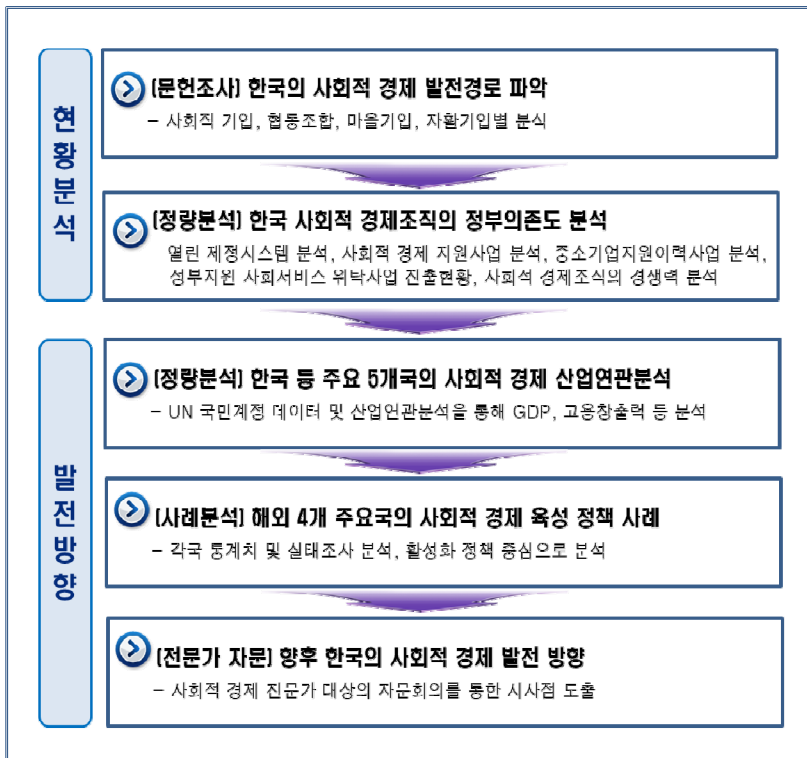 현황분석
(문헌조사) 한국의 사회적 경제 발전경로 파악
– 사회적 기업, 협동조합, 마을기업, 자활기업별 분석
(정량분석) 한국 사회적 경제조직의 정부의존도 분석
열린 제정시스템 분석, 사회적 경제 지원사업 분석, 중소기업지원이력사업 분석,
정부지원 사회서비스 위탁사업 진출현황, 사회적 경제조직의 경생력 분석
발전방향
(정량분석) 한국 등 주요 5개국의 사회적 경제 산업연관분석
– UN 국민계정 데이터 및 산업연관분석을 통해 GDP, 고용창출력 등 분석
(사례분석) 해외 4개 주요국의 사회적 경제 육성 정책 사례
– 각국 통계치 및 실태조사 분석, 활성화 정책 중심으로 분석
(전문가 자문) 향후 한국의 사회적 경제 발전 방향
– 사회적 경제 전문가 대상의 자문회의를 통한 시사점 도출